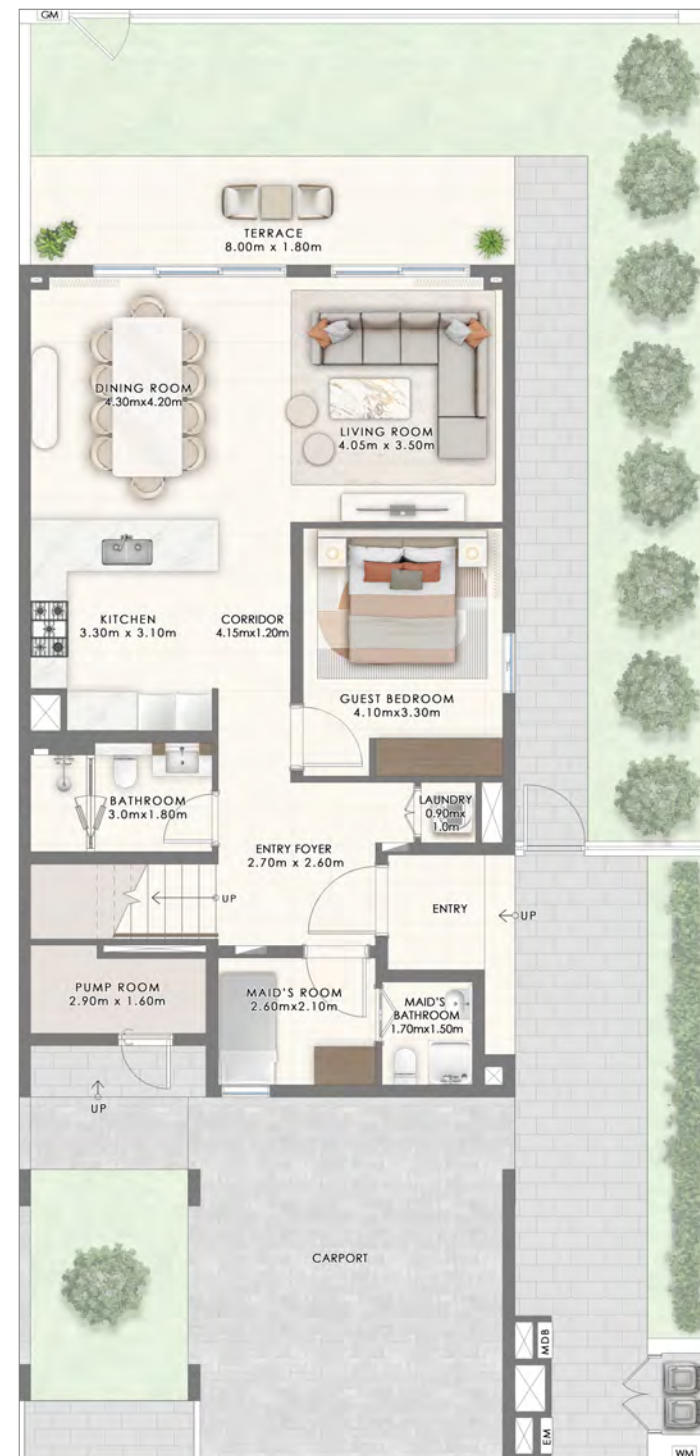 GM
TERRACE
8.00m x 1.80m
DINING ROOM
4.30mx4.20m
LIVING ROOM
4.05m x 3.50m
KITCHEN
3.30m x 3.10m
CORRIDOR
4.15mx1.20m
GUEST BEDROOM
4.10mx3.30m
BATHROOM
3.0mx1.80m
LAUNDRY
0.90mx
1.0m
ENTRY FOYER
2.70m x 2.60m
UP
ENTRY
UP
PUMP ROOM
2.90m x 1.60m
MAID'S ROOM
2.60mx2.10m
MAID'S
BATHROOM
1.70mx1.50m
UP
CARPORT
MDB
EM
WM